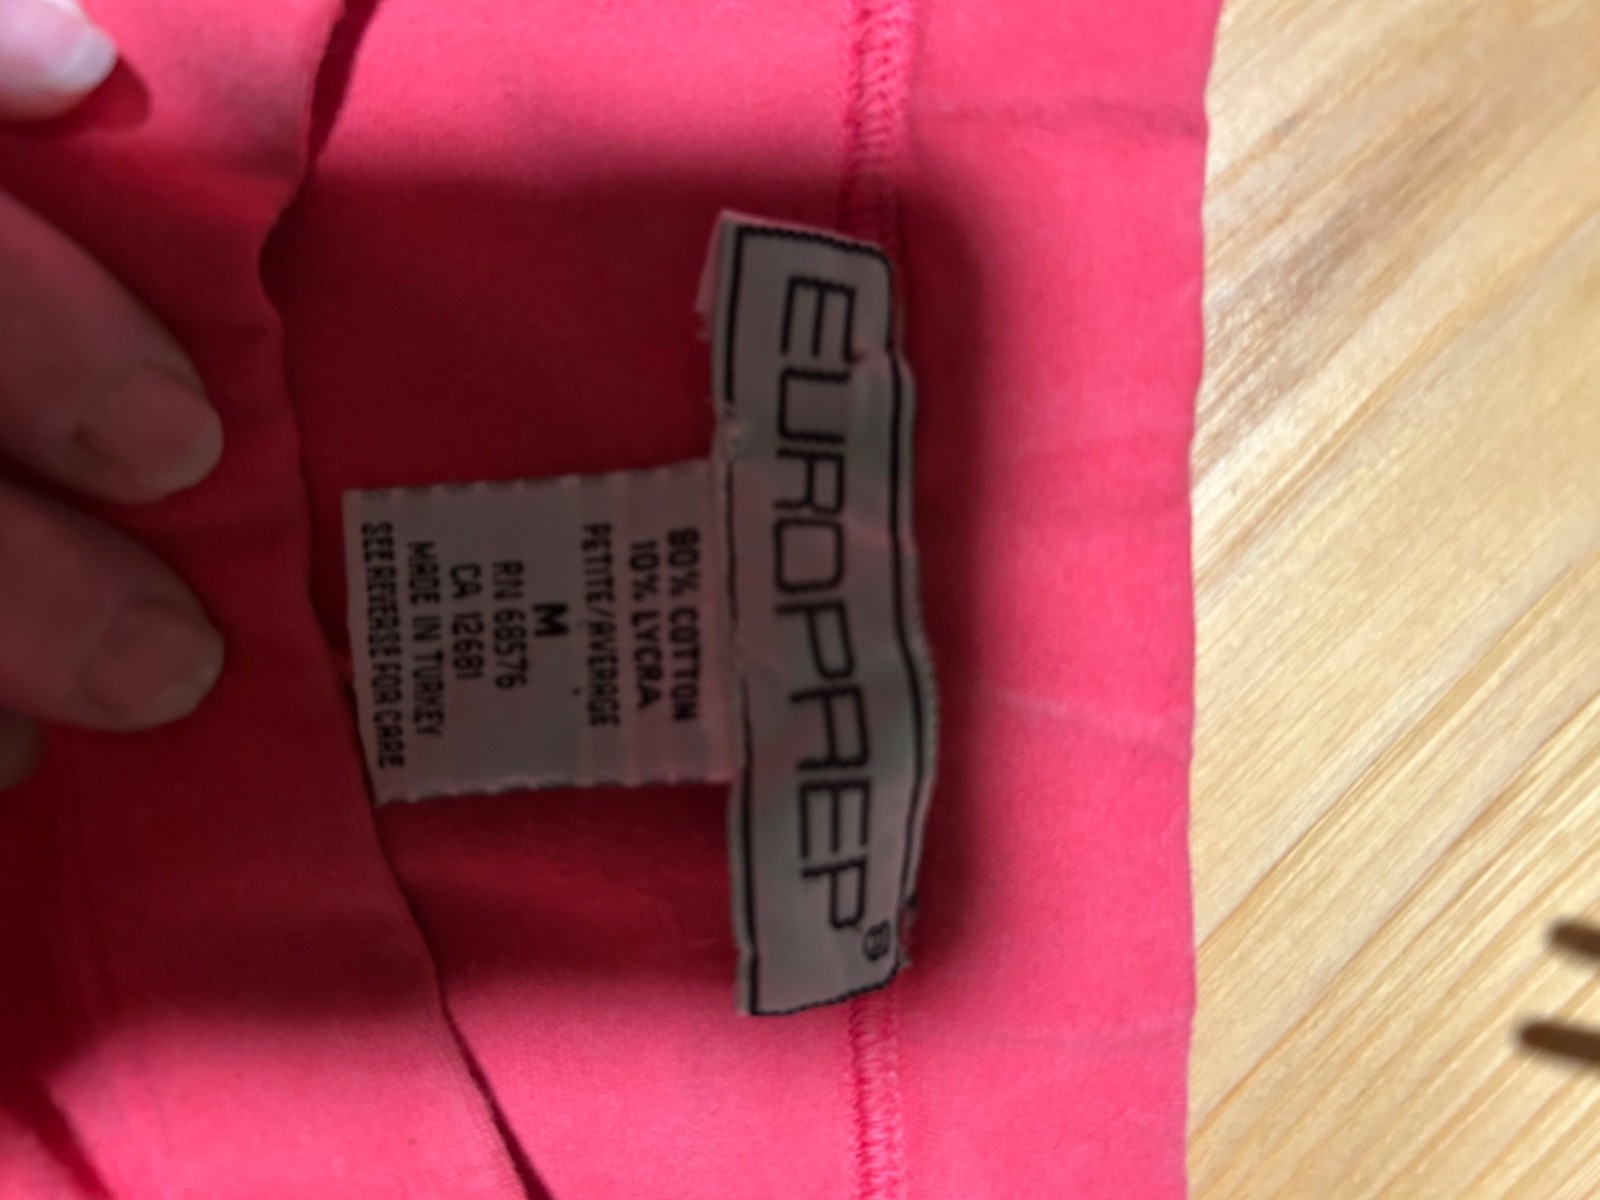 EUROPREP®
90% COTTON
10% LYCRA
PETITE/AVERAGE
M
RN 68576
CA 12681
MADE IN TURKEY
SEE REVERSE FOR CARE